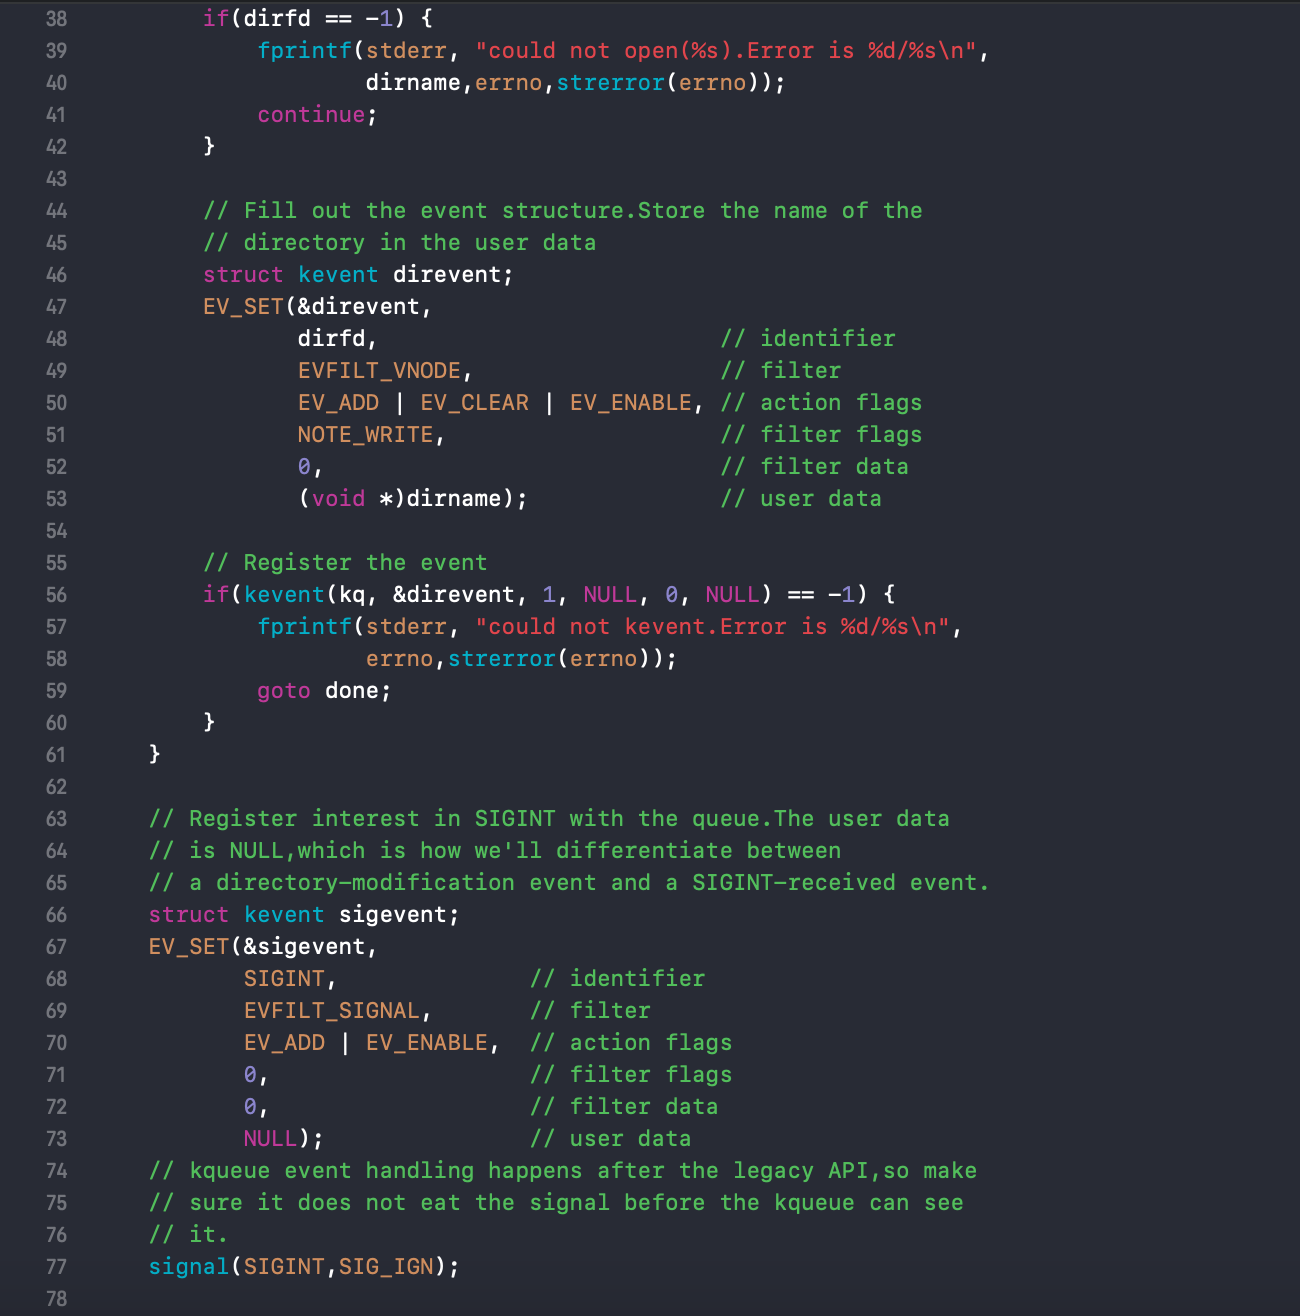 38 if(dirfd == -1) {
39 fprintf(stderr, "could not open(%s).Error is %d/%s\n",
40 dirname,errno,strerror(errno));
41 continue;
42 }
43
44 // Fill out the event structure.Store the name of the
45 // directory in the user data
46 struct kevent direvent;
47 EV_SET(&direvent,
48 dirfd, // identifier
49 EVFILT_VNODE, // filter
50 EV_ADD | EV_CLEAR | EV_ENABLE, // action flags
51 NOTE_WRITE, // filter flags
52 0, // filter data
53 (void *)dirname); // user data
54
55 // Register the event
56 if(kevent(kq, &direvent, 1, NULL, 0, NULL) == -1) {
57 fprintf(stderr, "could not kevent.Error is %d/%s\n",
58 errno,strerror(errno));
59 goto done;
60 }
61 }
62
63 // Register interest in SIGINT with the queue.The user data
64 // is NULL,which is how we'll differentiate between
65 // a directory-modification event and a SIGINT-received event.
66 struct kevent sigevent;
67 EV_SET(&sigevent,
68 SIGINT, // identifier
69 EVFILT_SIGNAL, // filter
70 EV_ADD | EV_ENABLE, // action flags
71 0, // filter flags
72 0, // filter data
73 NULL); // user data
74 // kqueue event handling happens after the legacy API,so make
75 // sure it does not eat the signal before the kqueue can see
76 // it.
77 signal(SIGINT,SIG_IGN);
78